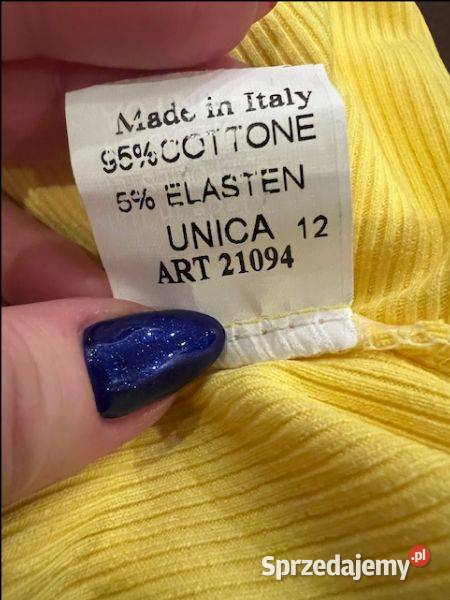 Made in Italy
95% COTTONE
5% ELASTEN
UNICA 12
ART 21094
Sprzedajemy.pl